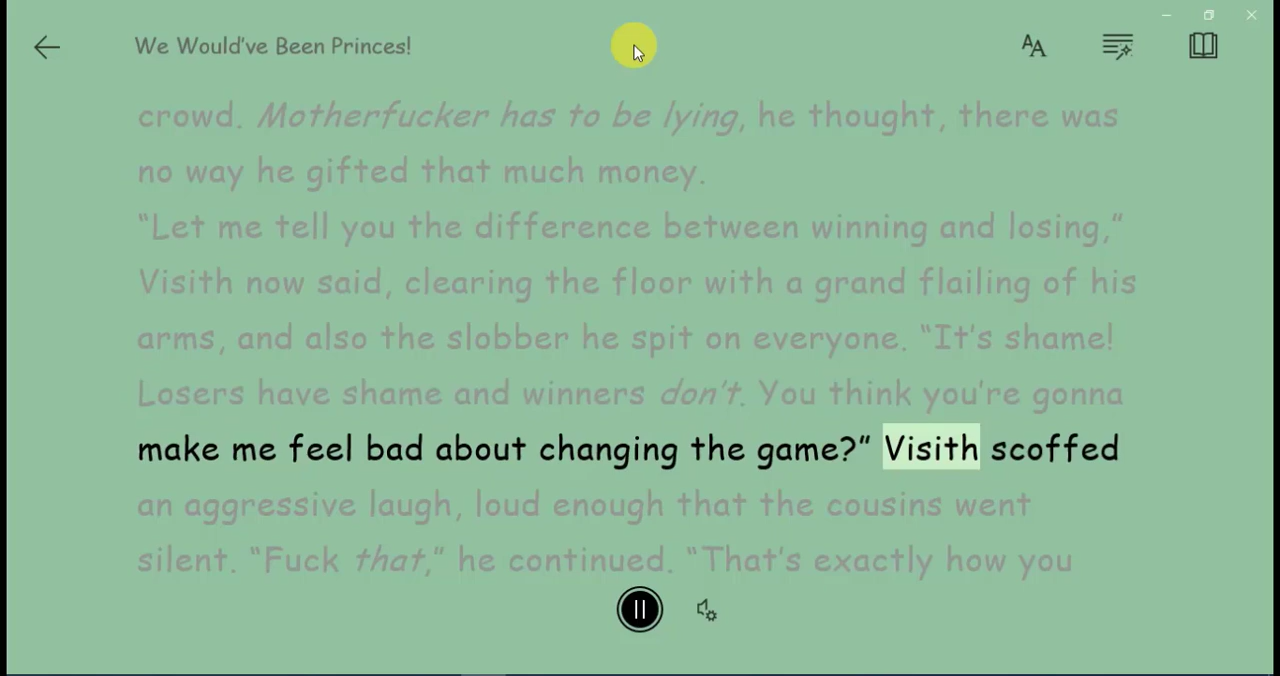 We Would've Been Princes!
AA
crowd. Motherfucker has to be lying, he thought, there was
no way he gifted that much money.
“Let me tell you the difference between winning and losing,”
Visith now said, clearing the floor with a grand flailing of his
arms, and also the slobber he spit on everyone. “It's shame!
Losers have shame and winners don't. You think you're gonna
make me feel bad about changing the game?” Visith scoffed
an aggressive laugh, loud enough that the cousins went
silent. “Fuck that,” he continued. “That's exactly how you